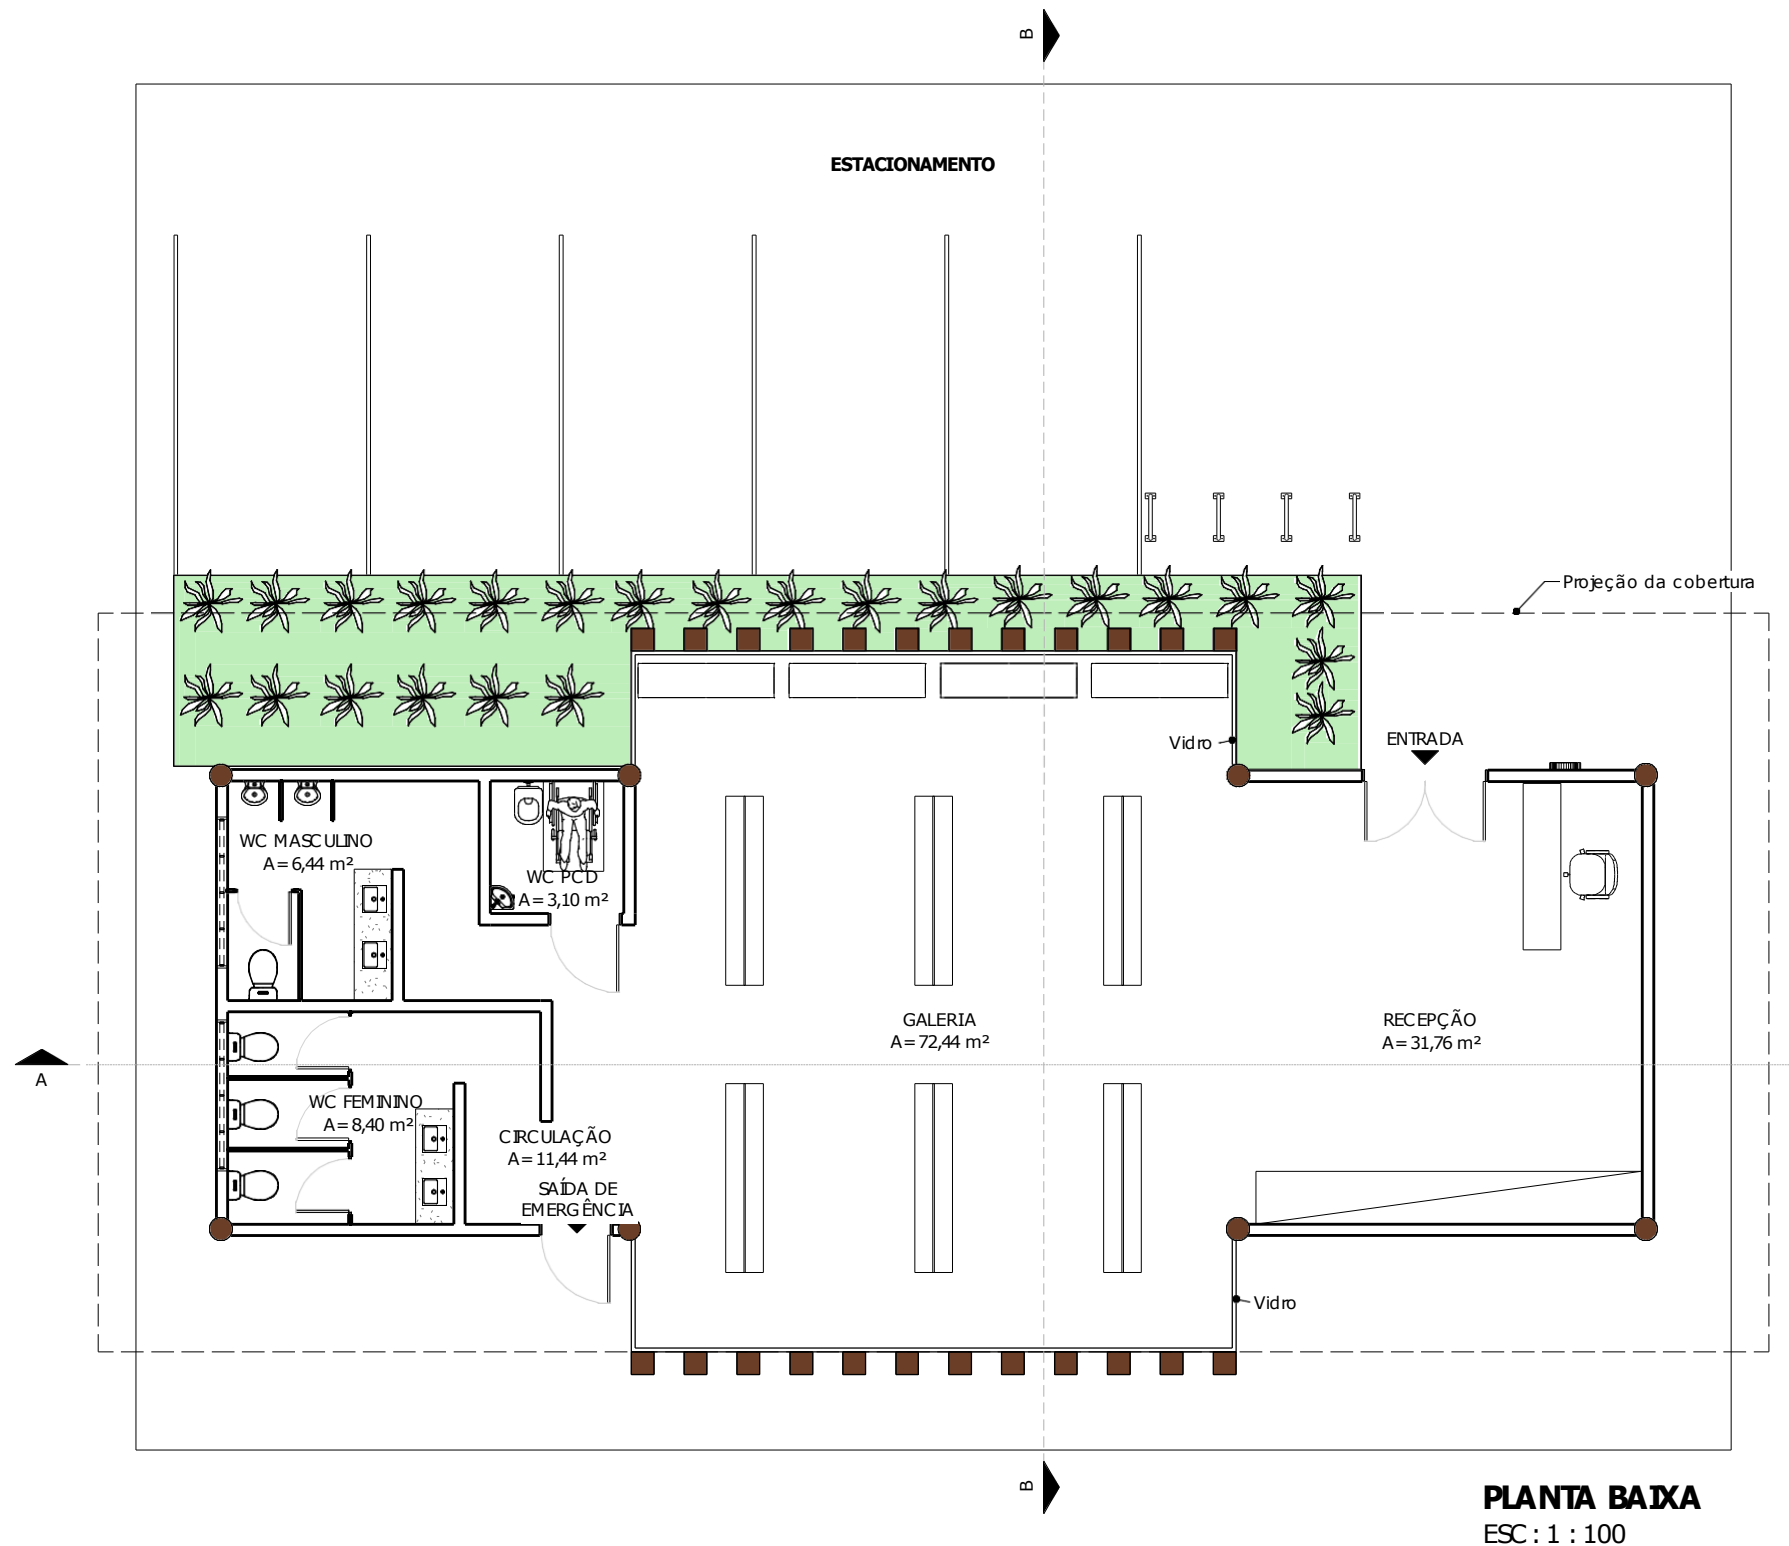 B
ESTACIONAMENTO
Projeção da cobertura
Vidro
ENTRADA
WC MASCULINO
A= 6,44 m²
WC PCD
A= 3,10 m²
GALERIA
A= 72,44 m²
RECEPÇÃO
A= 31,76 m²
A
WC FEMININO
A= 8,40 m²
CIRCULAÇÃO
A= 11,44 m²
SAÍDA DE
EMERGÊNCIA
Vidro
B
PLANTA BAIXA
ESC : 1 : 100